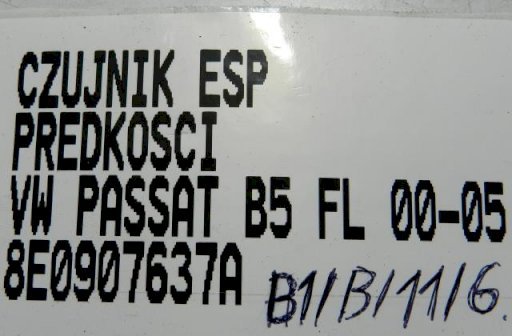 CZUJNIK ESP
PREDKOSCI
VW PASSAT B5 FL 00-05
8E0907637A B1/B/11/6.